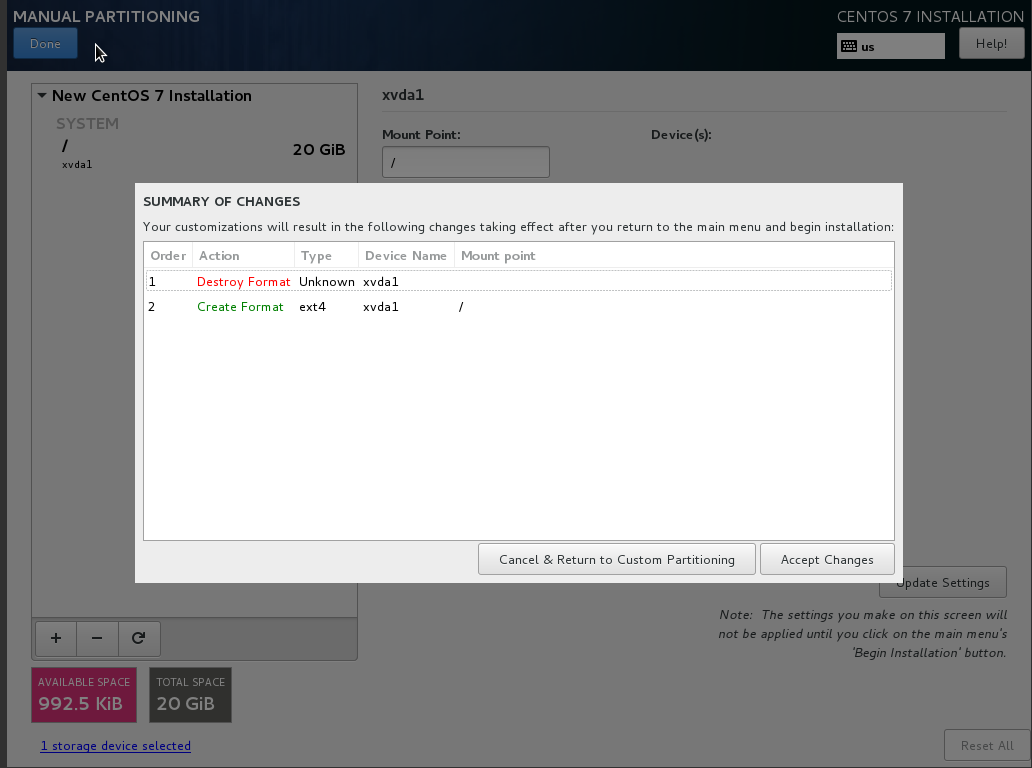 MANUAL PARTITIONING
CENTOS 7 INSTALLATION
Done
us
Help!
New CentOS 7 Installation
SYSTEM
/
20 GiB
xvda1
xvda1
Mount Point:
Device(s):
/
SUMMARY OF CHANGES
Your customizations will result in the following changes taking effect after you return to the main menu and begin installation:
Order Action Type Device Name Mount point
1 Destroy Format Unknown xvda1
2 Create Format ext4 xvda1 /
Cancel & Return to Custom Partitioning
Accept Changes
Update Settings
Note: The settings you make on this screen will
not be applied until you click on the main menu's
'Begin Installation' button.
AVAILABLE SPACE
992.5 KiB
TOTAL SPACE
20 GiB
1 storage device selected
Reset All